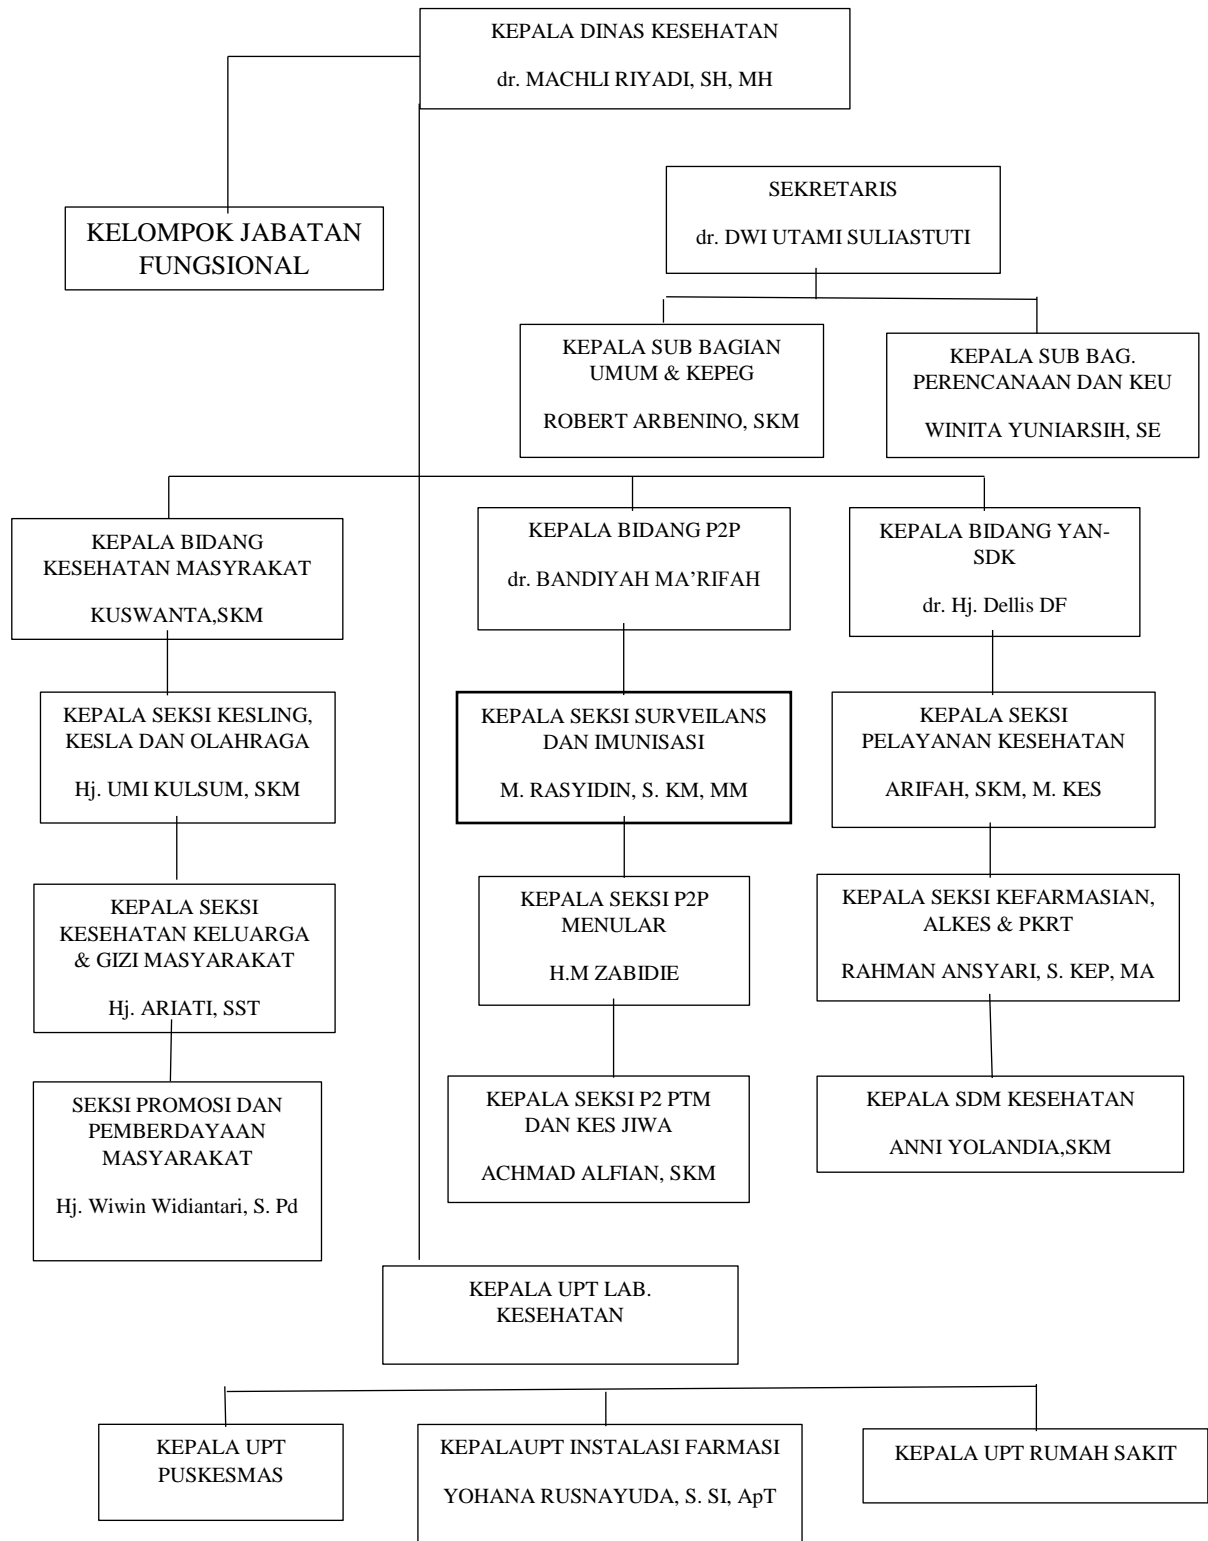 KEPALA DINAS KESEHATAN
dr. MACHLI RIYADI, SH, MH
SEKRETARIS
dr. DWI UTAMI SULIASTUTI
KELOMPOK JABATAN
FUNGSIONAL
KEPALA SUB BAGIAN
UMUM & KEPEG
ROBERT ARBENINO, SKM
KEPALA SUB BAG.
PERENCANAAN DAN KEU
WINITA YUNIARSIH, SE
KEPALA BIDANG
KESEHATAN MASYRAKAT
KUSWANTA,SKM
KEPALA BIDANG P2P
dr. BANDIYAH MA’RIFAH
KEPALA BIDANG YAN-
SDK
dr. Hj. Dellis DF
KEPALA SEKSI KESLING,
KESLA DAN OLAHRAGA
Hj. UMI KULSUM, SKM
KEPALA SEKSI SURVEILANS
DAN IMUNISASI
M. RASYIDIN, S. KM, MM
KEPALA SEKSI
PELAYANAN KESEHATAN
ARIFAH, SKM, M. KES
KEPALA SEKSI
KESEHATAN KELUARGA
& GIZI MASYARAKAT
Hj. ARIATI, SST
KEPALA SEKSI P2P
MENULAR
H.M ZABIDIE
KEPALA SEKSI KEFARMASIAN,
ALKES & PKRT
RAHMAN ANSYARI, S. KEP, MA
SEKSI PROMOSI DAN
PEMBERDAYAAN
MASYARAKAT
Hj. Wiwin Widiantari, S. Pd
KEPALA SEKSI P2 PTM
DAN KES JIWA
ACHMAD ALFIAN, SKM
KEPALA SDM KESEHATAN
ANNI YOLANDIA,SKM
KEPALA UPT LAB.
KESEHATAN
KEPALA UPT
PUSKESMAS
KEPALAUPT INSTALASI FARMASI
YOHANA RUSNAYUDA, S. SI, ApT
KEPALA UPT RUMAH SAKIT